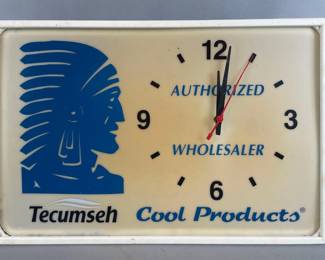 12
AUTHORIZED
9 3
WHOLESALER
6
Tecumseh Cool Products®